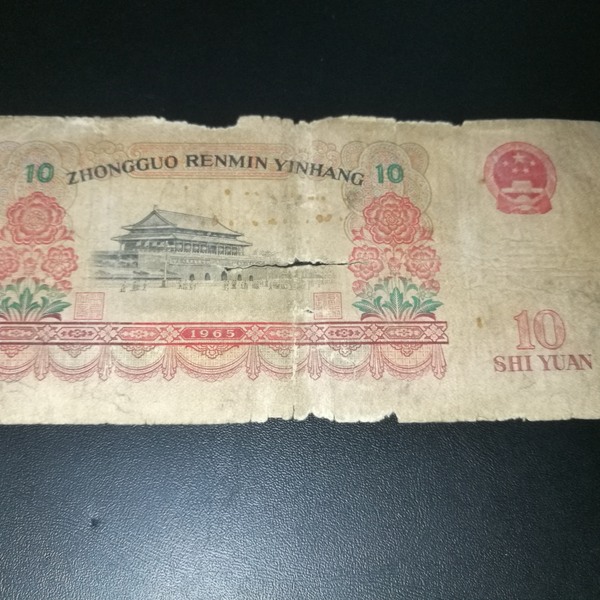 10 ZHONGGUO RENMIN YINHANG 10
1965
10
SHI YUAN